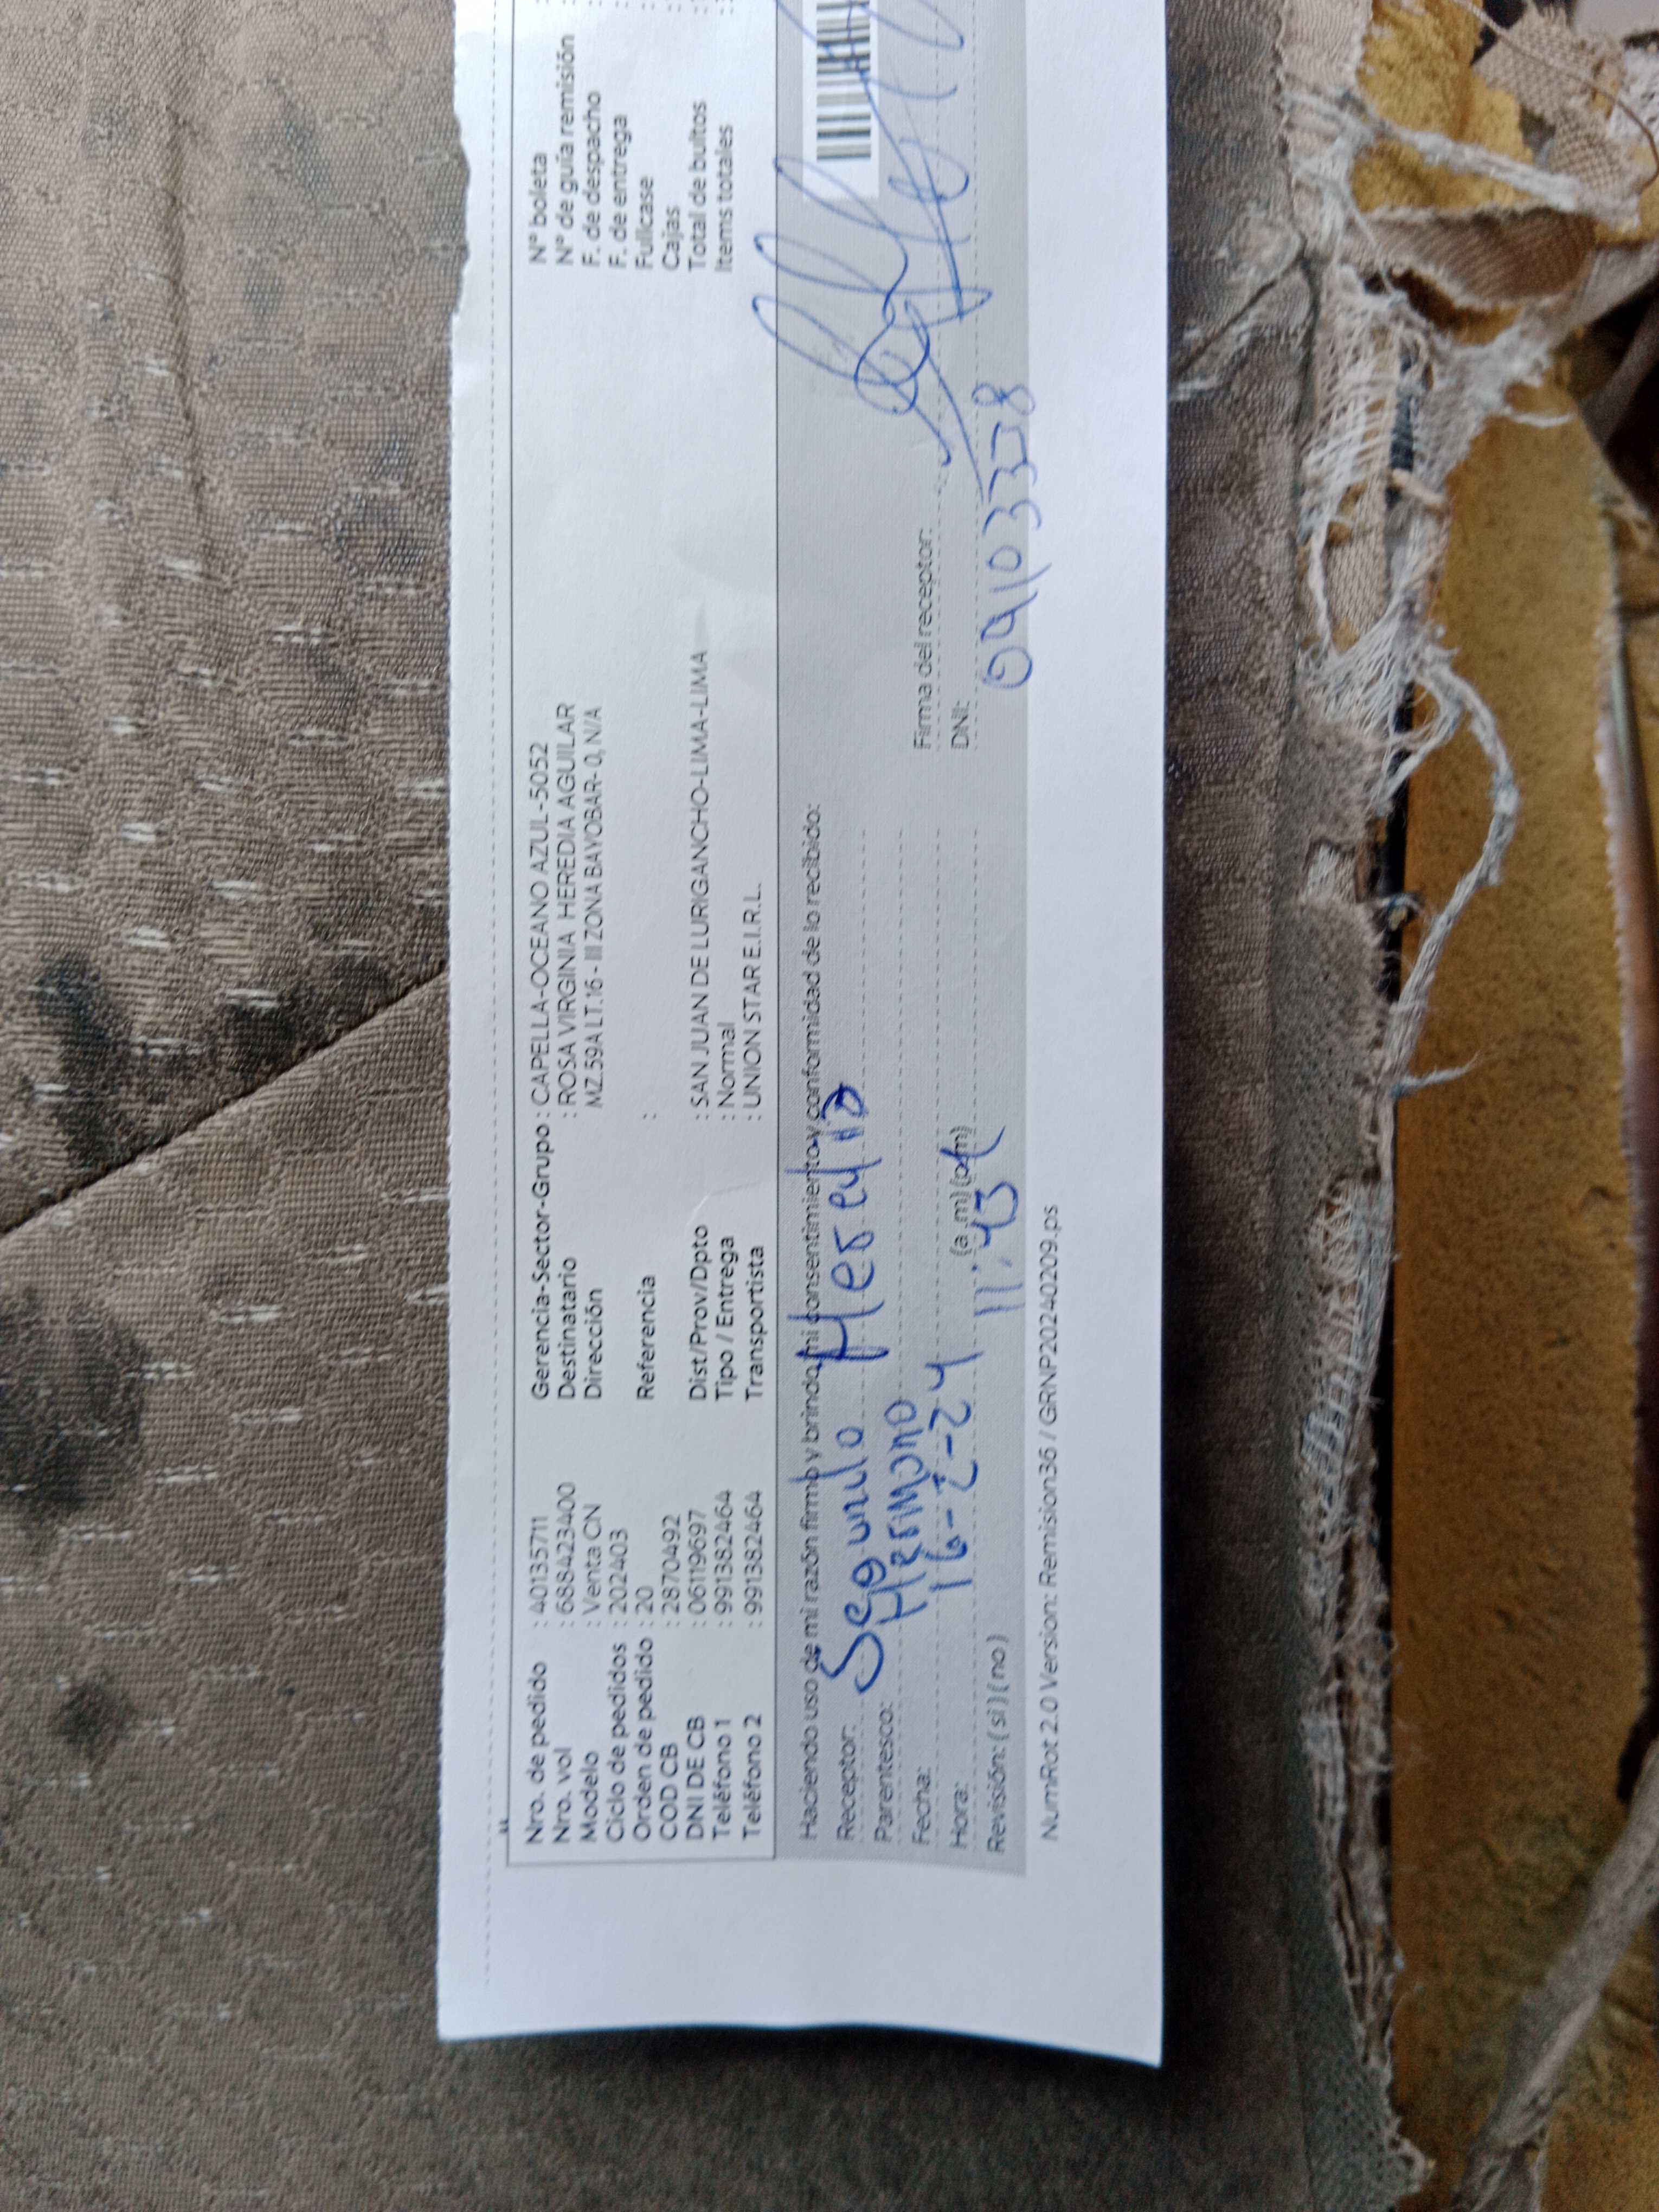 Nro. de pedido : 40135711 Gerencia-Sector-Grupo : CAPELLA-OCEANO AZUL-5052 N° boleta :
Nro. vol : 688423400 Destinatario : ROSA VIRGINIA HEREDIA AGUILAR N° de guía remisión :
Modelo : Venta CN Dirección MZ.59A LT.16 - III ZONA BAYOBAR- 0, N/A F. de despacho :
Ciclo de pedidos : 202403 F. de entrega :
Orden de pedido : 20 Referencia : Fullcase :
COD CB : 2870492 Cajas :
DNI DE CB : 06119697 Dist/Prov/Dpto : SAN JUAN DE LURIGANCHO-LIMA-LIMA Total de bultos :
Teléfono 1 : 991382464 Tipo / Entrega : Normal Items totales :
Teléfono 2 : 991382464 Transportista : UNION STAR E.I.R.L.
Haciendo uso de mi razón firmo y brindo mi consentimiento y conformidad de lo recibido:
Receptor: Segundo Heredia
Parentesco: Hermano
Fecha: 16-2-24 Firma del receptor:
Hora: 11:43 (a.m) (p.m) DNI:
Revisión: (si) (no)
NumRot 2.0 Version: Remision36 / GRNP20240209.ps